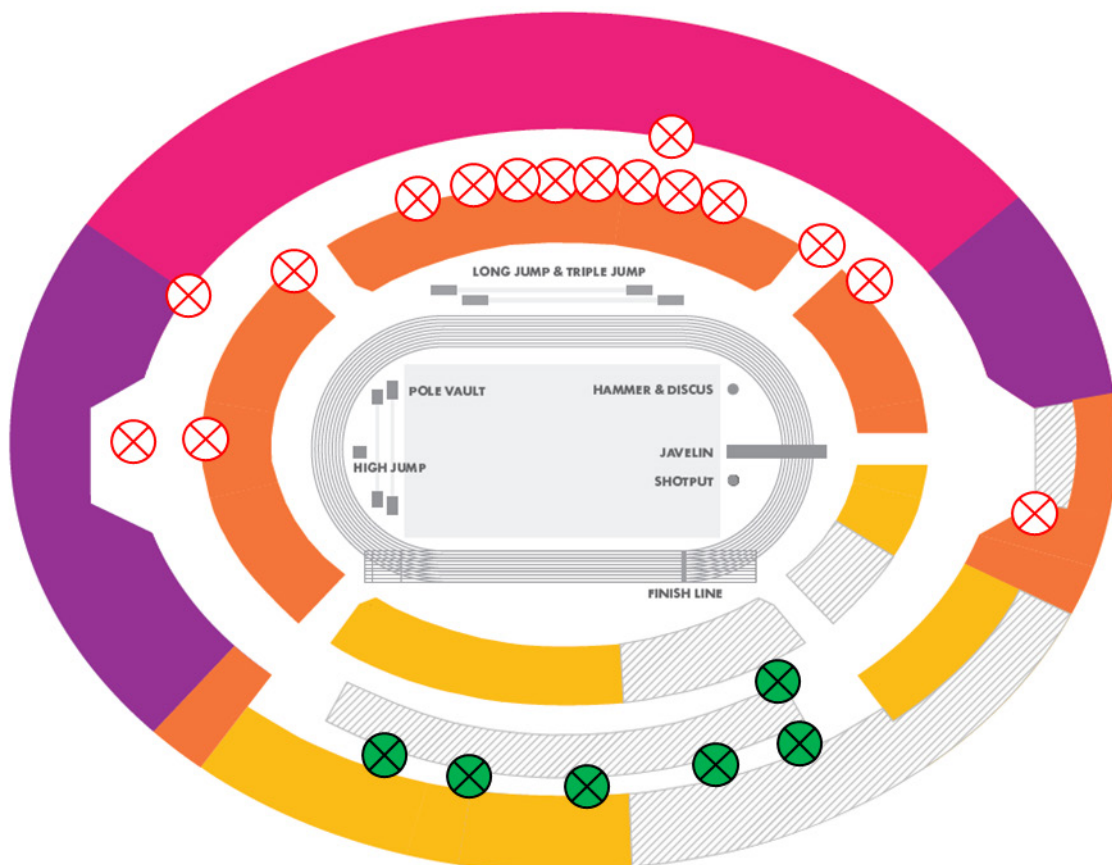 LONG JUMP & TRIPLE JUMP
POLE VAULT
HAMMER & DISCUS
HIGH JUMP
JAVELIN
SHOTPUT
FINISH LINE